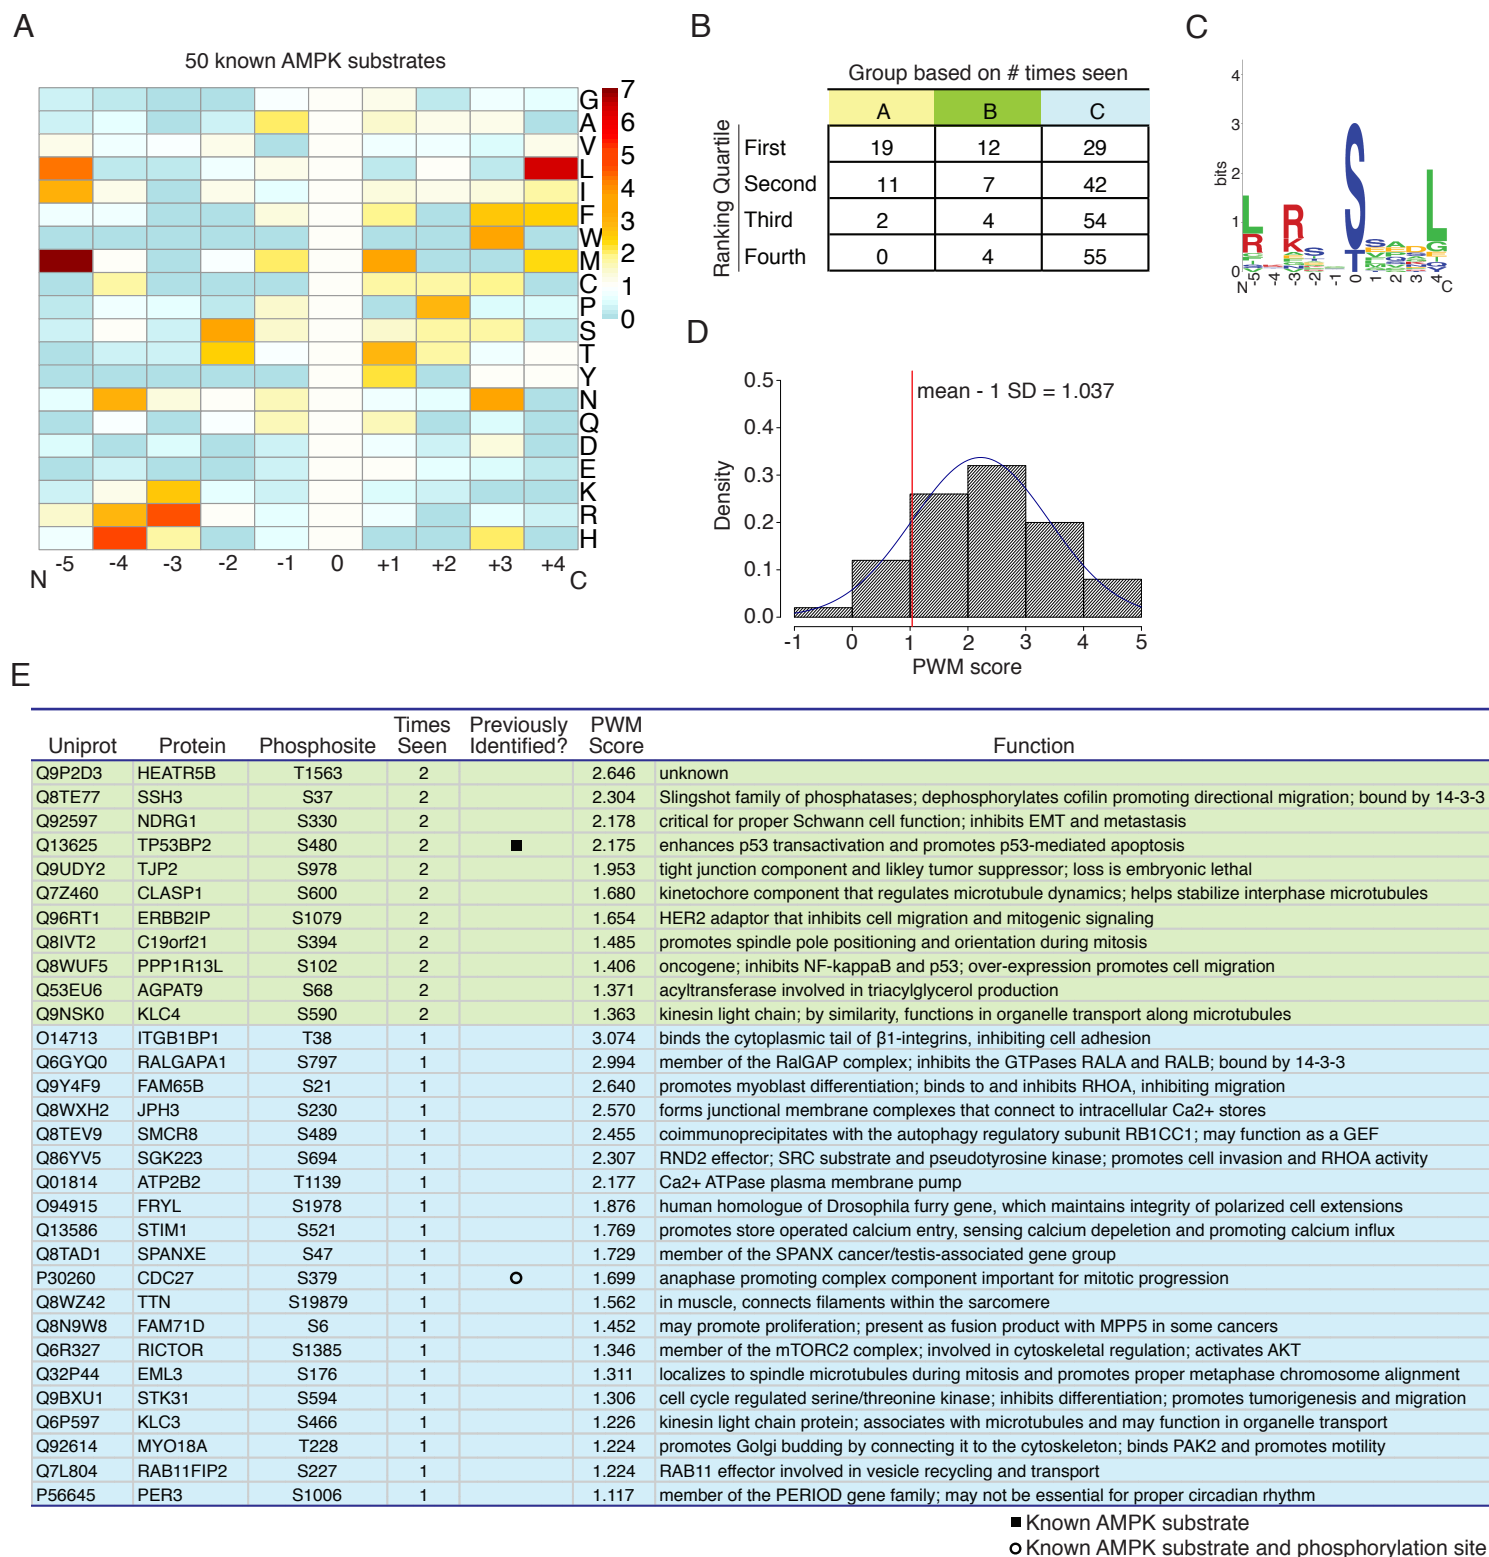 A
50 known AMPK substrates
G
A
V
L
I
F
W
M
C
P
S
T
Y
N
Q
D
E
K
R
H
7
6
5
4
3
2
1
0
-5 -4 -3 -2 -1 0 +1 +2 +3 +4
N C
B
Group based on # times seen
A B C
Ranking Quartile
First 19 12 29
Second 11 7 42
Third 2 4 54
Fourth 0 4 55
C
bits
4
3
2
1
0
L R R K S S T S A D L G
N -5 -4 -3 -2 -1 0 1 2 3 4 C
D
mean - 1 SD = 1.037
Density
0.5
0.4
0.3
0.2
0.1
0.0
-1 0 1 2 3 4 5
PWM score
E
Uniprot Protein Phosphosite Times Seen Previously Identified? PWM Score Function
Q9P2D3 HEATR5B T1563 2 2.646 unknown
Q8TE77 SSH3 S37 2 2.304 Slingshot family of phosphatases; dephosphorylates cofilin promoting directional migration; bound by 14-3-3
Q92597 NDRG1 S330 2 2.178 critical for proper Schwann cell function; inhibits EMT and metastasis
Q13625 TP53BP2 S480 2 ■ 2.175 enhances p53 transactivation and promotes p53-mediated apoptosis
Q9UDY2 TJP2 S978 2 1.953 tight junction component and likley tumor suppressor; loss is embryonic lethal
Q7Z460 CLASP1 S600 2 1.680 kinetochore component that regulates microtubule dynamics; helps stabilize interphase microtubules
Q96RT1 ERBB2IP S1079 2 1.654 HER2 adaptor that inhibits cell migration and mitogenic signaling
Q8IVT2 C19orf21 S394 2 1.485 promotes spindle pole positioning and orientation during mitosis
Q8WUF5 PPP1R13L S102 2 1.406 oncogene; inhibits NF-kappaB and p53; over-expression promotes cell migration
Q53EU6 AGPAT9 S68 2 1.371 acyltransferase involved in triacylglycerol production
Q9NSK0 KLC4 S590 2 1.363 kinesin light chain; by similarity, functions in organelle transport along microtubules
O14713 ITGB1BP1 T38 1 3.074 binds the cytoplasmic tail of β1-integrins, inhibiting cell adhesion
Q6GYQ0 RALGAPA1 S797 1 2.994 member of the RalGAP complex; inhibits the GTPases RALA and RALB; bound by 14-3-3
Q9Y4F9 FAM65B S21 1 2.640 promotes myoblast differentiation; binds to and inhibits RHOA, inhibiting migration
Q8WXH2 JPH3 S230 1 2.570 forms junctional membrane complexes that connect to intracellular Ca2+ stores
Q8TEV9 SMCR8 S489 1 2.455 coimmunoprecipitates with the autophagy regulatory subunit RB1CC1; may function as a GEF
Q86YV5 SGK223 S694 1 2.307 RND2 effector; SRC substrate and pseudotyrosine kinase; promotes cell invasion and RHOA activity
Q01814 ATP2B2 T1139 1 2.177 Ca2+ ATPase plasma membrane pump
O94915 FRYL S1978 1 1.876 human homologue of Drosophila furry gene, which maintains integrity of polarized cell extensions
Q13586 STIM1 S521 1 1.769 promotes store operated calcium entry, sensing calcium depeletion and promoting calcium influx
Q8TAD1 SPANXE S47 1 1.729 member of the SPANX cancer/testis-associated gene group
P30260 CDC27 S379 1 o 1.699 anaphase promoting complex component important for mitotic progression
Q8WZ42 TTN S19879 1 1.562 in muscle, connects filaments within the sarcomere
Q8N9W8 FAM71D S6 1 1.452 may promote proliferation; present as fusion product with MPP5 in some cancers
Q6R327 RICTOR S1385 1 1.346 member of the mTORC2 complex; involved in cytoskeletal regulation; activates AKT
Q32P44 EML3 S176 1 1.311 localizes to spindle microtubules during mitosis and promotes proper metaphase chromosome alignment
Q9BXU1 STK31 S594 1 1.306 cell cycle regulated serine/threonine kinase; inhibits differentiation; promotes tumorigenesis and migration
Q6P597 KLC3 S466 1 1.226 kinesin light chain protein; associates with microtubules and may function in organelle transport
Q92614 MYO18A T228 1 1.224 promotes Golgi budding by connecting it to the cytoskeleton; binds PAK2 and promotes motility
Q7L804 RAB11FIP2 S227 1 1.224 RAB11 effector involved in vesicle recycling and transport
P56645 PER3 S1006 1 1.117 member of the PERIOD gene family; may not be essential for proper circadian rhythm
■ Known AMPK substrate
o Known AMPK substrate and phosphorylation site